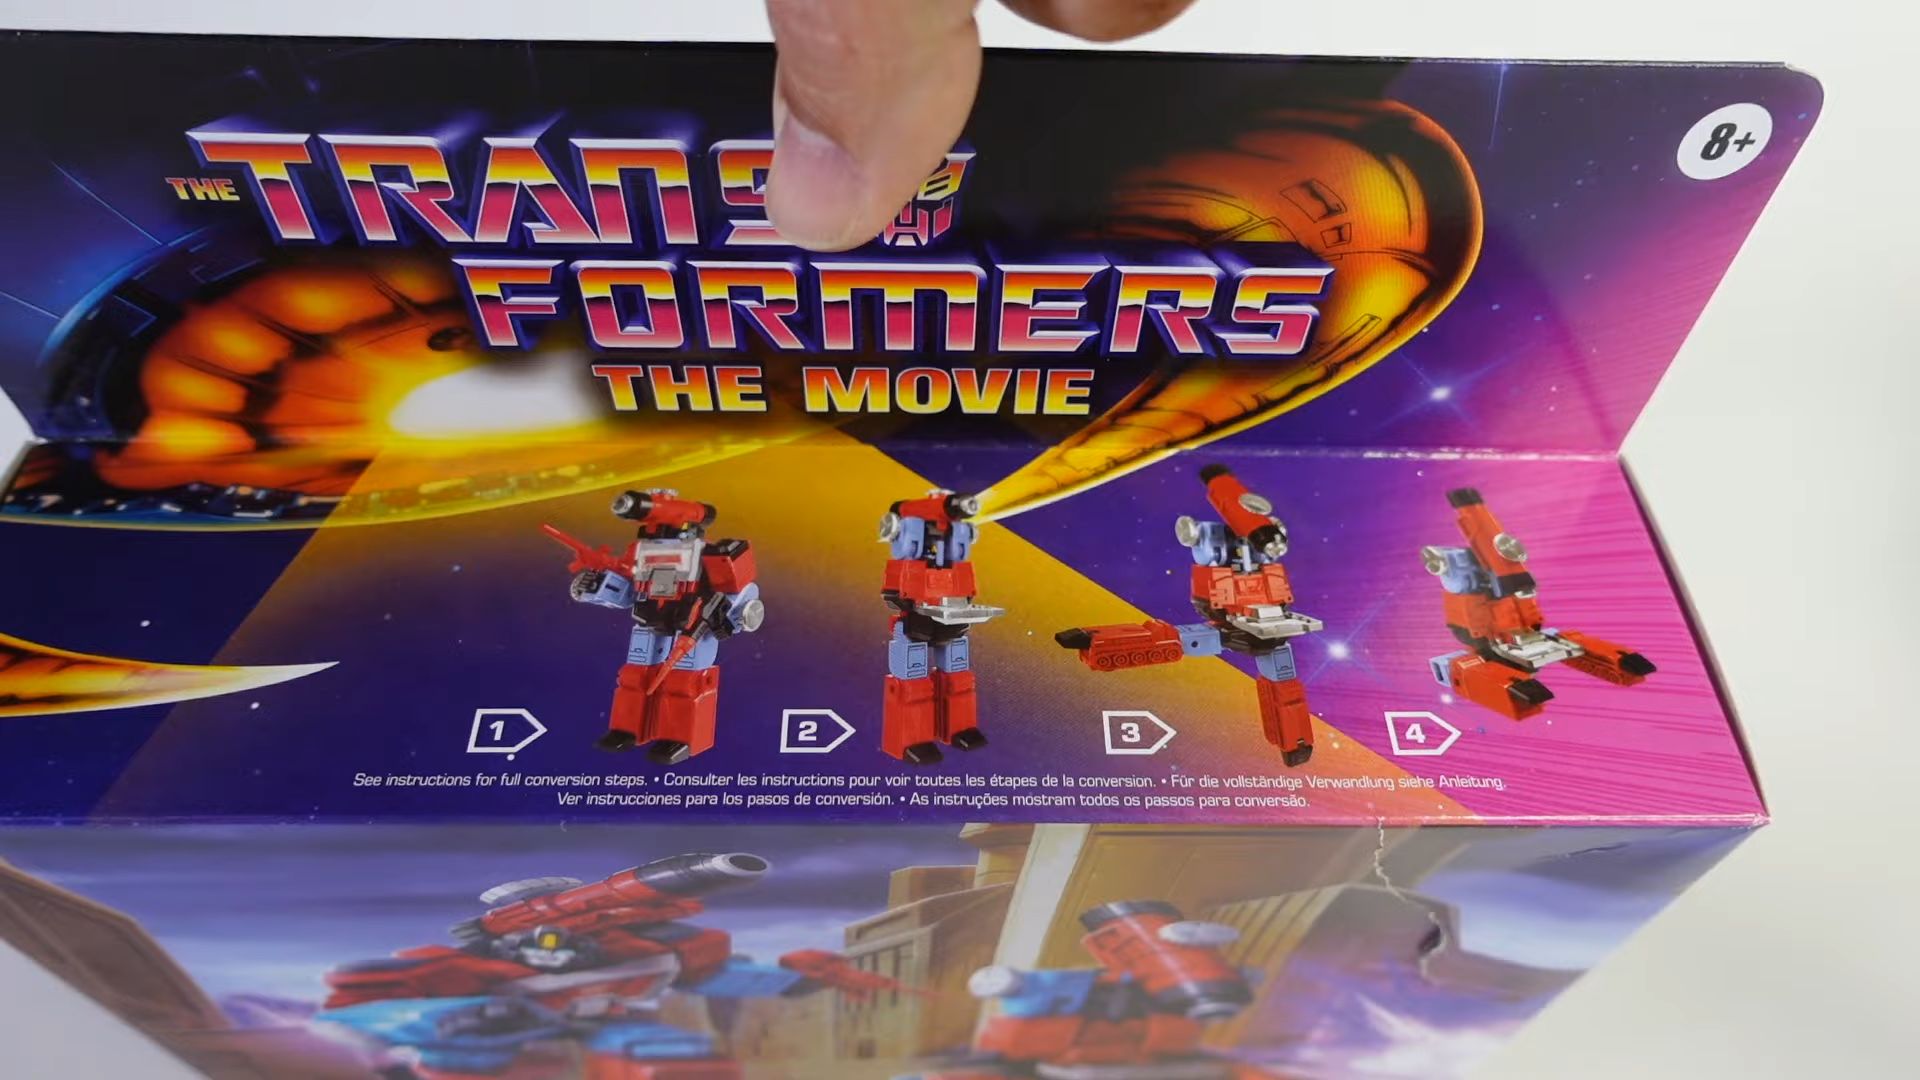 8+
THE TRANS
FORMERS
THE MOVIE
1 2 3 4
See instructions for full conversion steps. • Consulter les instructions pour voir toutes les étapes de la conversion. • Für die vollständige Verwandlung siehe Anleitung.
Ver instrucciones para los pasos de conversión. • As instruções mostram todos os passos para conversão.